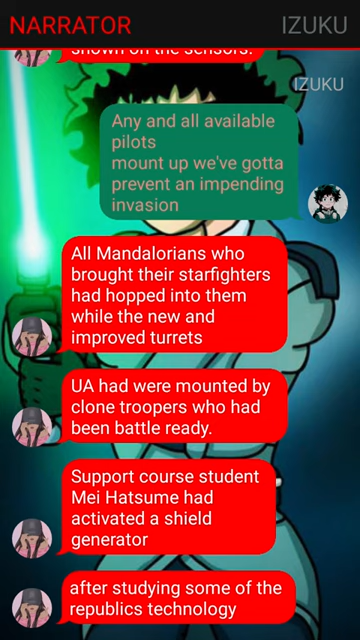 NARRATOR IZUKU
shown on the sensors.
IZUKU
Any and all available
pilots
mount up we've gotta
prevent an impending
invasion
All Mandalorians who
brought their starfighters
had hopped into them
while the new and
improved turrets
UA had were mounted by
clone troopers who had
been battle ready.
Support course student
Mei Hatsume had
activated a shield
generator
after studying some of the
republics technology